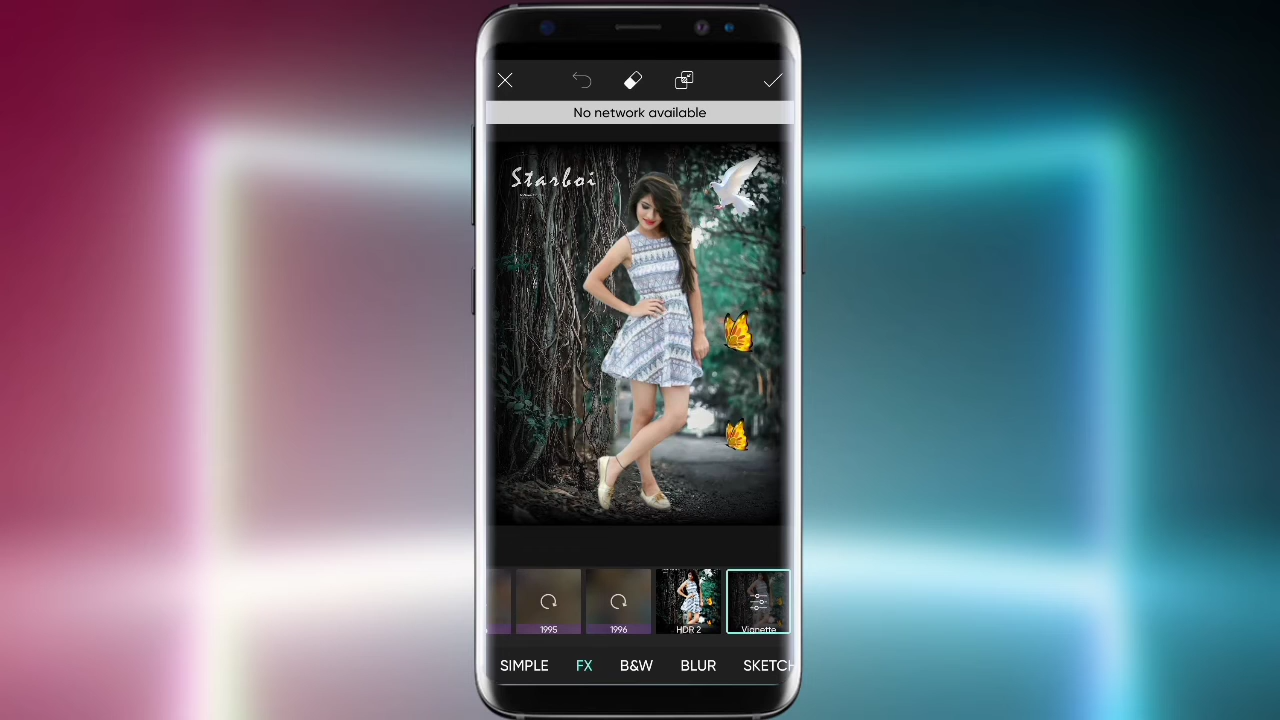 No network available
Starboi
1995
1996
HDR 2
Vignette
SIMPLE FX B&W BLUR SKETCH